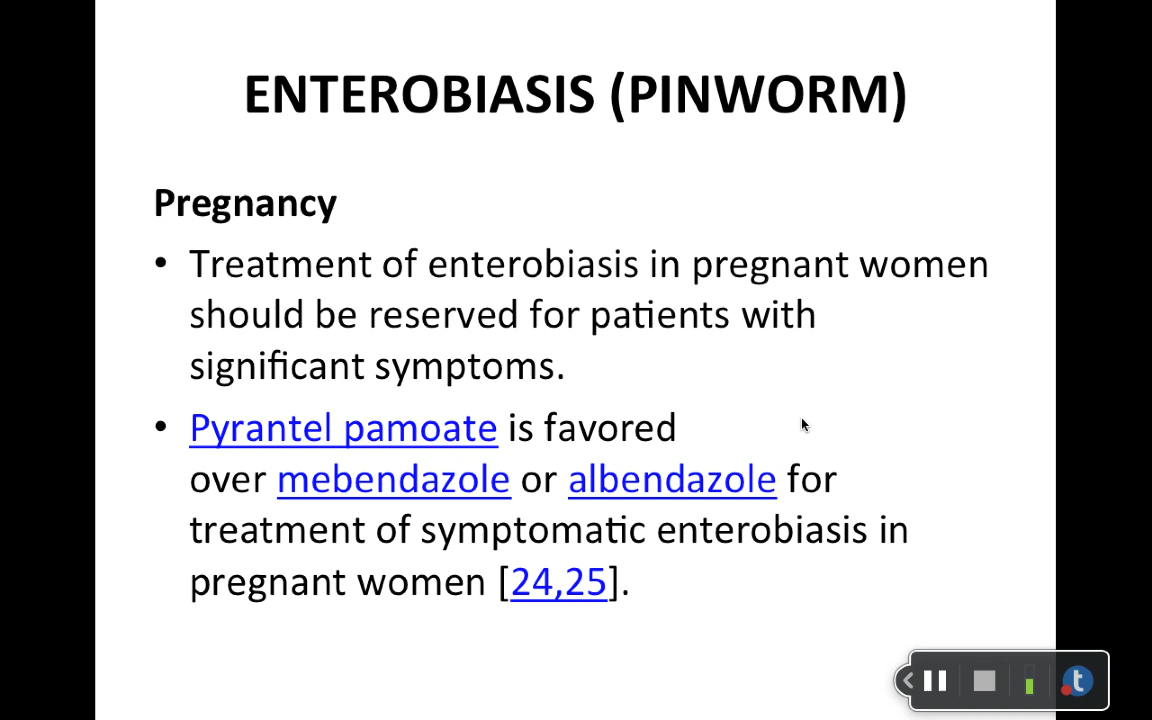 ENTEROBIASIS (PINWORM)
Pregnancy
• Treatment of enterobiasis in pregnant women
should be reserved for patients with
significant symptoms.
• Pyrantel pamoate is favored
over mebendazole or albendazole for
treatment of symptomatic enterobiasis in
pregnant women [24,25].
t